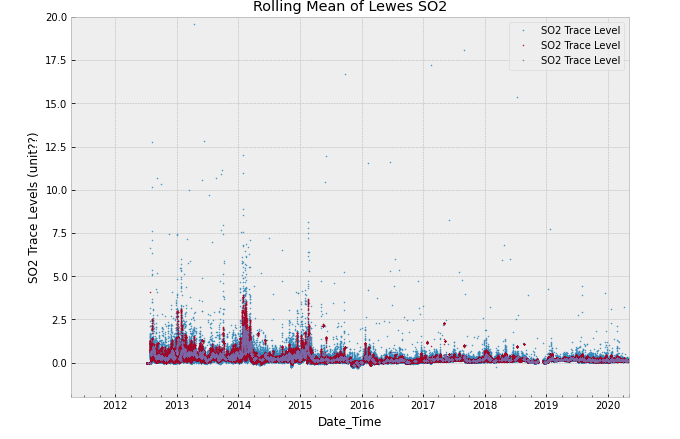 Rolling Mean of Lewes SO2
20.0
17.5
15.0
12.5
10.0
7.5
5.0
2.5
0.0
SO2 Trace Levels (unit??)
SO2 Trace Level
SO2 Trace Level
SO2 Trace Level
2012 2013 2014 2015 2016 2017 2018 2019 2020
Date_Time